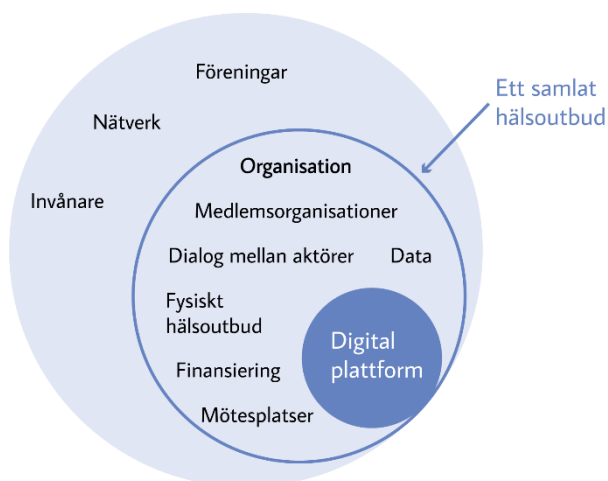 Föreningar
Ett samlat
hälsoutbud
Nätverk
Organisation
Invånare
Medlemsorganisationer
Dialog mellan aktörer
Data
Fysiskt
hälsoutbud
Digital
plattform
Finansiering
Mötesplatser